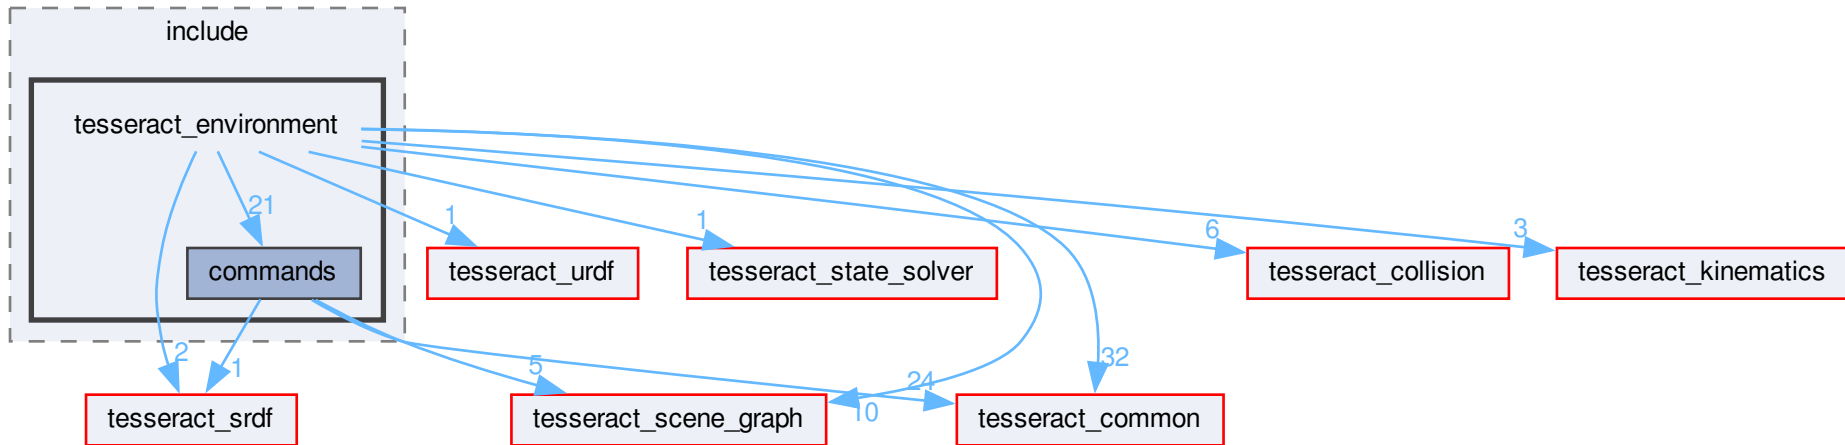 include
tesseract_environment
21
1
1
6
3
commands
tesseract_urdf
tesseract_state_solver
tesseract_collision
tesseract_kinematics
2
1
5
24
10
32
tesseract_srdf
tesseract_scene_graph
tesseract_common